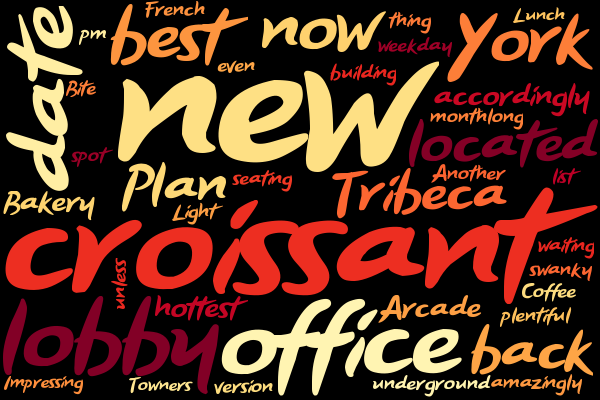 date
pm
French
best
now
thing
Lunch
York
weekday
even
building
Bite
new
accordingly
monthlong
spot
located
Another
list
Plan
seating
Tribeca
Bakery
Light
croissant
waiting
swanky
unless
Coffee
hottest
Arcade
plentiful
lobby
office
back
Impressing
Towners
version
underground
amazingly